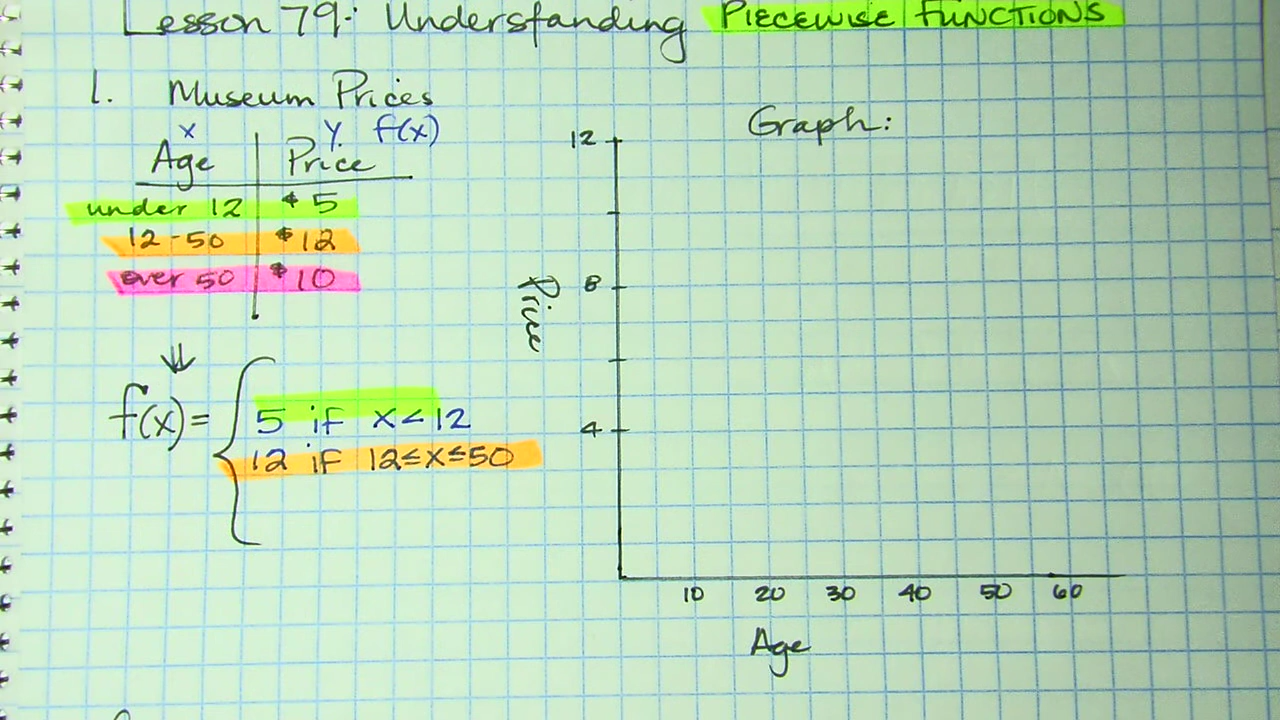 Lesson 79: Understanding PIECEWISE FUNCTIONS
1. Museum Prices
x y f(x)
Age Price
under 12 $ 5
12-50 $12
over 50 $10
f(x)= { 5 if x<12
12 if 12≤x≤50
Graph:
12
8
4
Price
10 20 30 40 50 60
Age